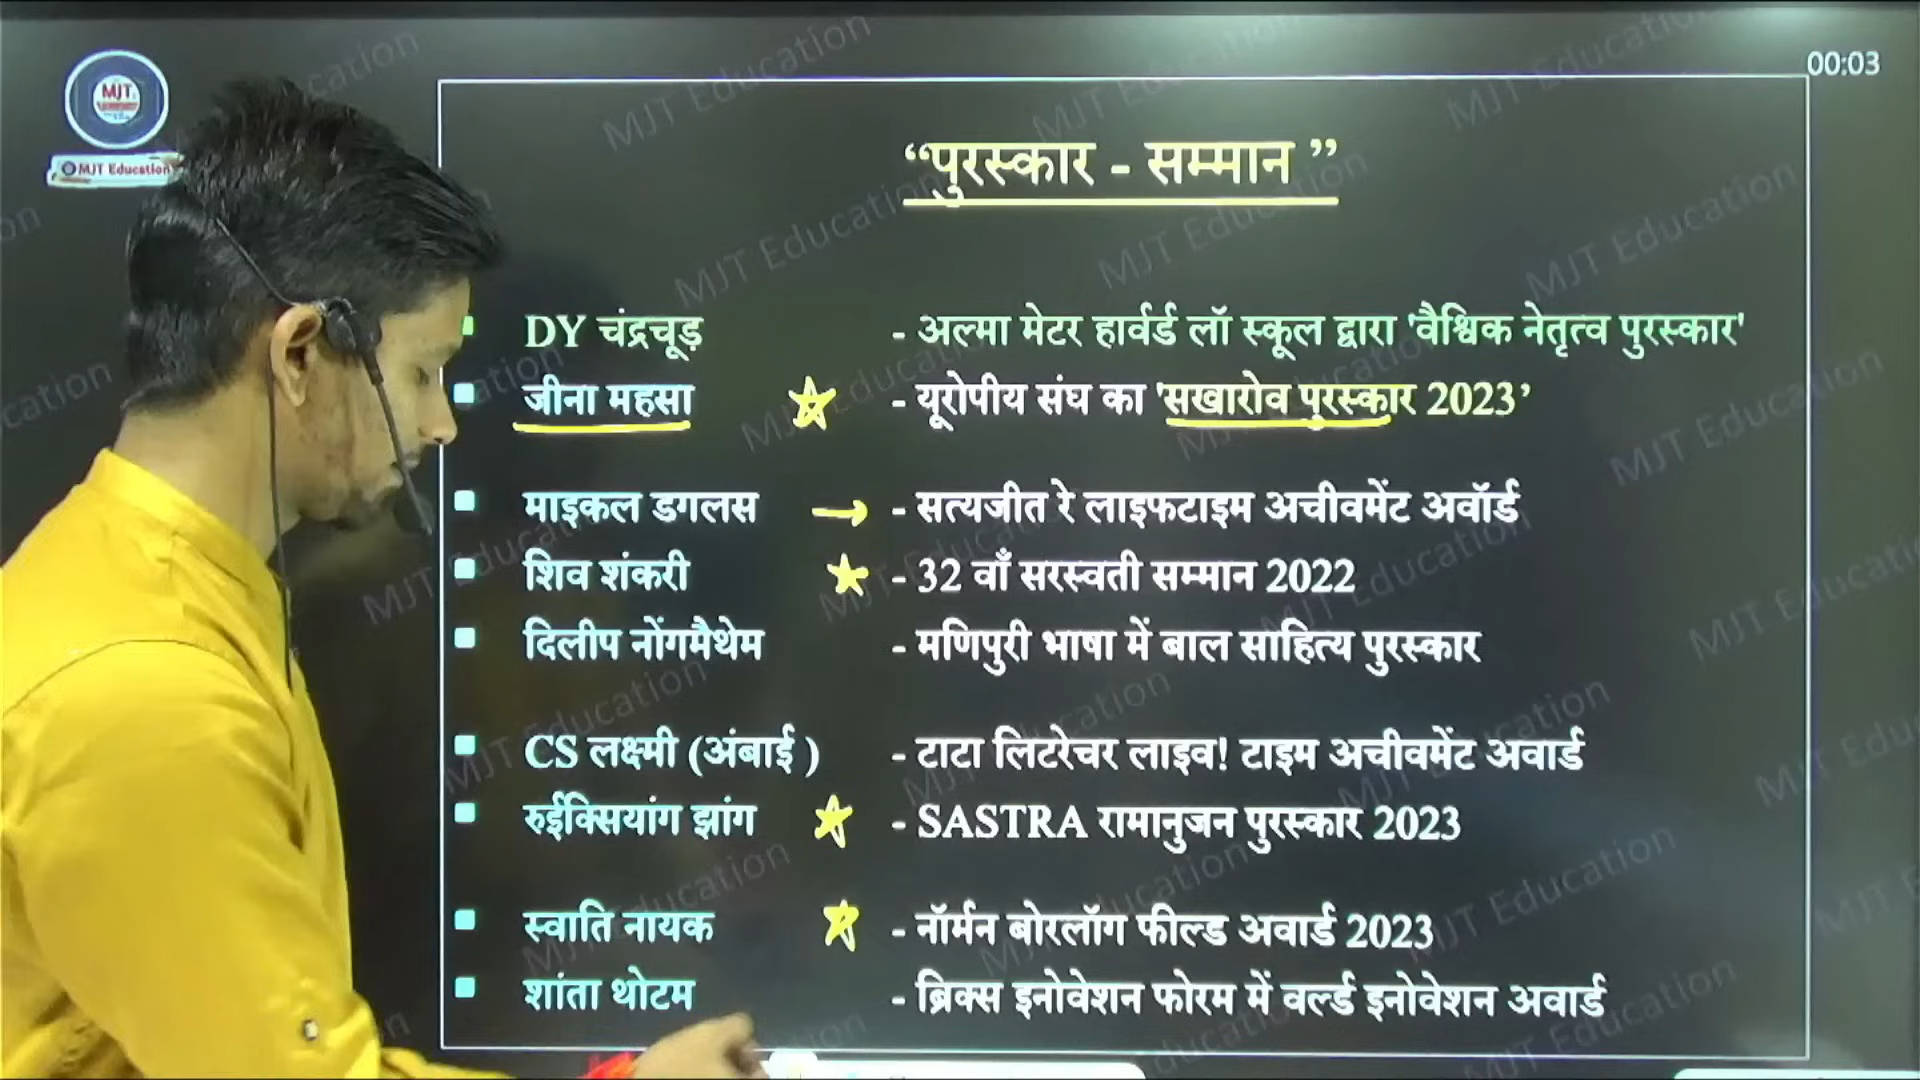 MJT Education
00:03
MJT
MJT Education
“पुरस्कार - सम्मान ”
DY चंद्रचूड़ - अल्मा मेटर हार्वर्ड लॉ स्कूल द्वारा 'वैश्विक नेतृत्व पुरस्कार'
जीना महसा - यूरोपीय संघ का 'सखारोव पुरस्कार 2023’
माइकल डगलस → - सत्यजीत रे लाइफटाइम अचीवमेंट अवॉर्ड
शिव शंकरी - 32 वाँ सरस्वती सम्मान 2022
दिलीप नोंगमैथेम - मणिपुरी भाषा में बाल साहित्य पुरस्कार
CS लक्ष्मी (अंबाई ) - टाटा लिटरेचर लाइव! टाइम अचीवमेंट अवार्ड
रुईक्सियांग झांग - SASTRA रामानुजन पुरस्कार 2023
स्वाति नायक - नॉर्मन बोरलॉग फील्ड अवार्ड 2023
शांता थोटम - ब्रिक्स इनोवेशन फोरम में वर्ल्ड इनोवेशन अवार्ड